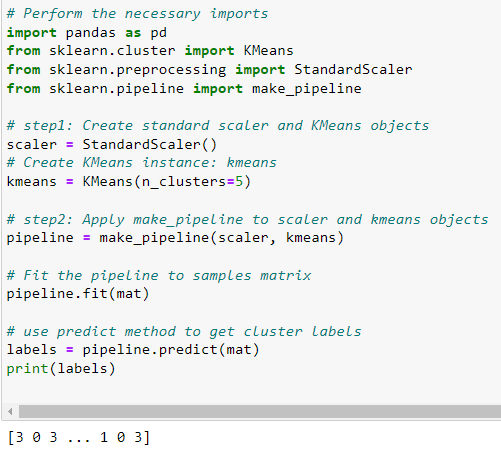 # Perform the necessary imports
import pandas as pd
from sklearn.cluster import KMeans
from sklearn.preprocessing import StandardScaler
from sklearn.pipeline import make_pipeline
# step1: Create standard scaler and KMeans objects
scaler = StandardScaler()
# Create KMeans instance: kmeans
kmeans = KMeans(n_clusters=5)
# step2: Apply make_pipeline to scaler and kmeans objects
pipeline = make_pipeline(scaler, kmeans)
# Fit the pipeline to samples matrix
pipeline.fit(mat)
# use predict method to get cluster labels
labels = pipeline.predict(mat)
print(labels)
[3 0 3 ... 1 0 3]